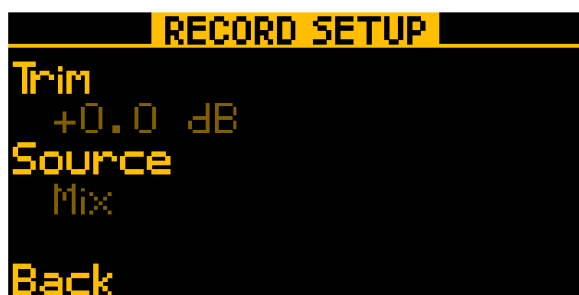 RECORD SETUP
Trim
+0.0 dB
Source
Mix
Back